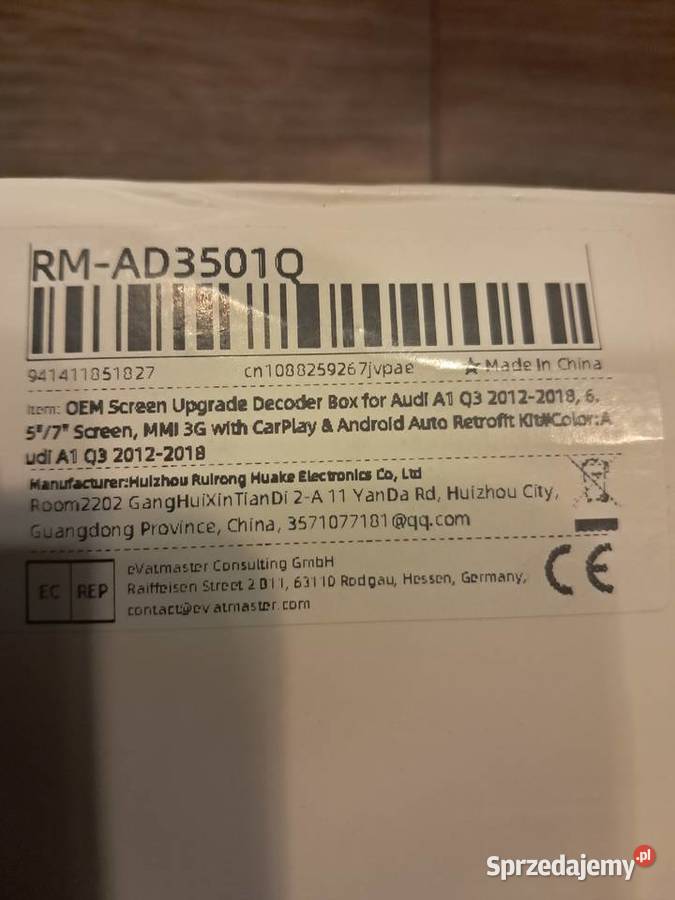 RM-AD3501Q
941411851827 cn1088259267jvpae ☆ Made In China
Item: OEM Screen Upgrade Decoder Box for Audi A1 Q3 2012-2018, 6.
5"/7" Screen, MMI 3G with CarPlay & Android Auto Retrofit Kit#Color:A
udi A1 Q3 2012-2018
Manufacturer:Huizhou Ruirong Huake Electronics Co, Ltd
Room2202 GangHuiXinTianDi 2-A 11 YanDa Rd, Huizhou City,
Guangdong Province, China, 3571077181@qq.com
EC REP
eVatmaster Consulting GmbH
Raiffeisen Street 2 B11, 63110 Rodgau, Hessen, Germany,
contact@evatmaster.com
CE
Sprzedajemy.pl